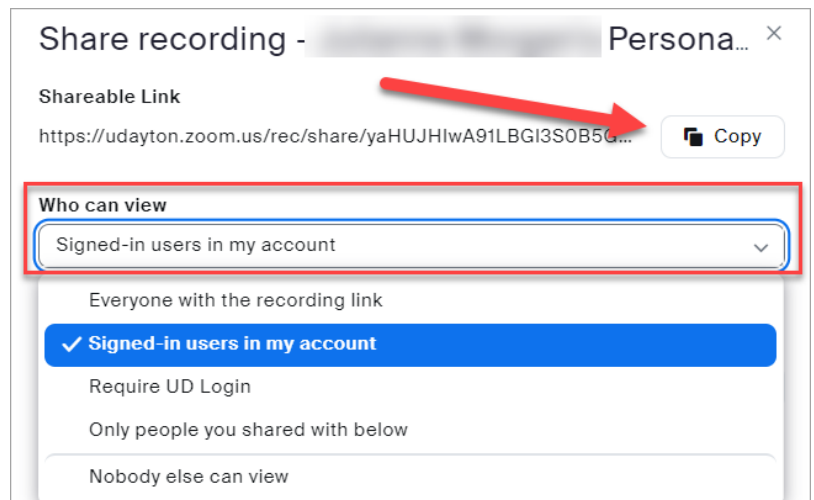 Share recording - Persona...
Shareable Link
https://udayton.zoom.us/rec/share/yaHUJHIwA91LBGI3S0B5G...
Copy
Who can view
Signed-in users in my account
Everyone with the recording link
Signed-in users in my account
Require UD Login
Only people you shared with below
Nobody else can view